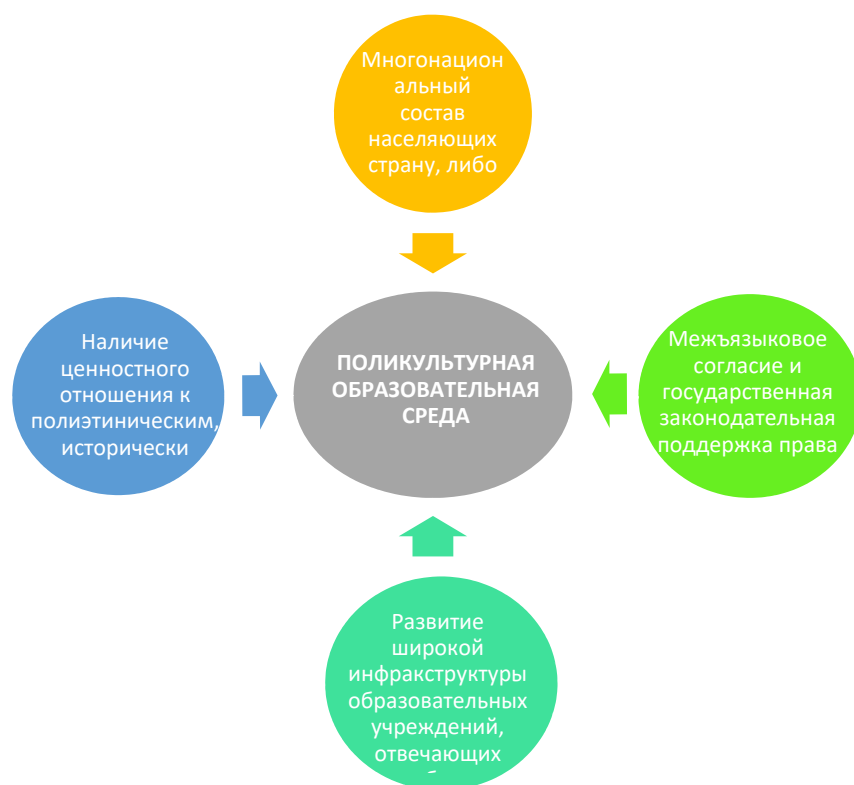 Многонацион
альный
состав
населяющих
страну, либо
Наличие
ценностного
отношения к
полиэтиническим,
исторически
ПОЛИКУЛЬТУРНАЯ
ОБРАЗОВАТЕЛЬНАЯ
СРЕДА
Межъязыковое
согласие и
государственная
законодательная
поддержка права
Развитие
широкой
инфракструктуры
образовательных
учреждений,
отвечающих